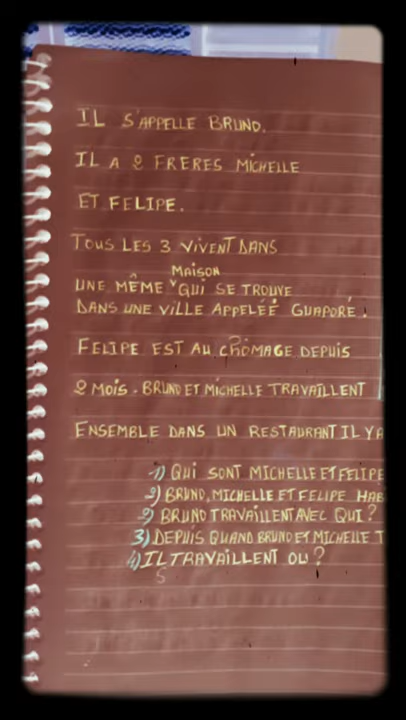 IL S'APPELLE BRUNO.
IL A 2 FRERES MICHELLE
ET FELIPE.
TOUS LES 3 VIVENT DANS
MAISON
UNE MÊME ˅QUI SE TROUVE
DANS UNE VILLE APPELÉÉ GUAPORÉ.
FELIPE EST AU CHÔMAGE DEPUIS
2 MOIS. BRUNO ET MICHELLE TRAVAILLENT
ENSEMBLE DANS UN RESTAURANT IL Y A
1) QUI SONT MICHELLE ET FELIPE
2) BRUNO, MICHELLE ET FELIPE HAB
2) BRUNO TRAVAILLENT AVEC QUI?
3) DEPUIS QUAND BRUNO ET MICHELLE T
4) IL TRAVAILLENT OU?
S